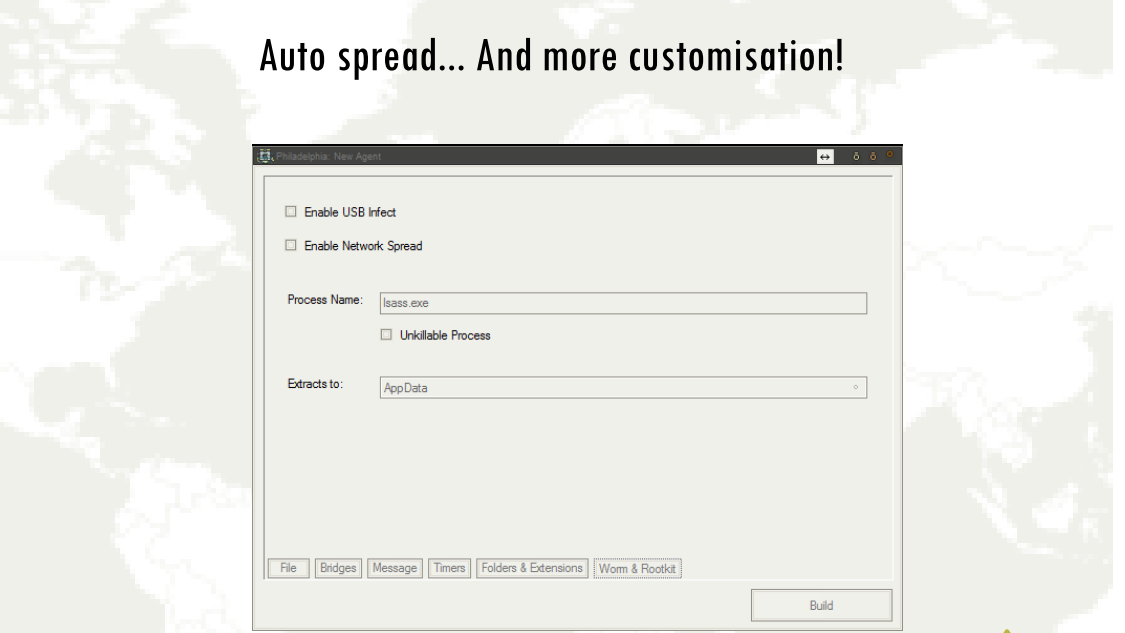 Auto spread... And more customisation!
Philadelphia: New Agent
Enable USB Infect
Enable Network Spread
Process Name: lsass.exe
Unkillable Process
Extracts to: AppData
File Bridges Message Timers Folders & Extensions Worm & Rootkit
Build